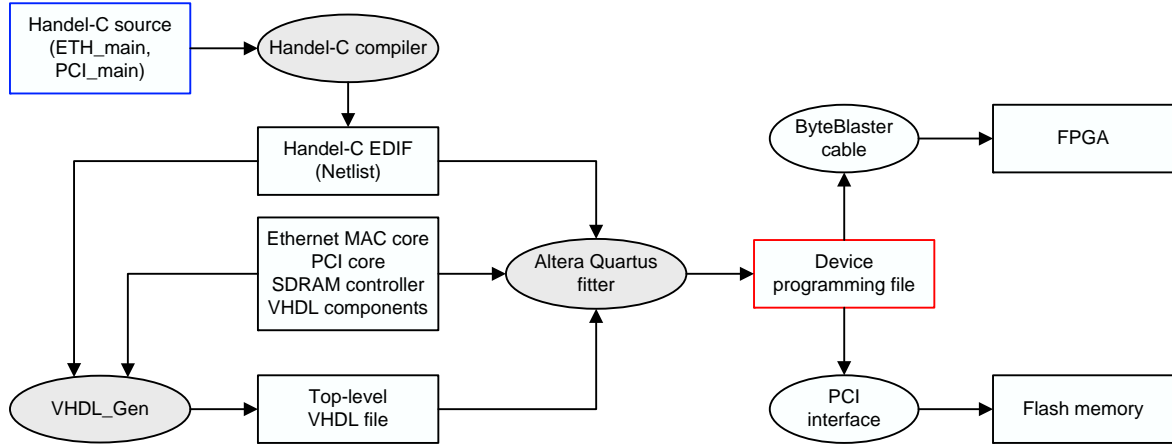 Handel-C source
(ETH_main,
PCI_main)
Handel-C compiler
Handel-C EDIF
(Netlist)
Ethernet MAC core
PCI core
SDRAM controller
VHDL components
VHDL_Gen
Top-level
VHDL file
Altera Quartus
fitter
Device
programming file
ByteBlaster
cable
FPGA
PCI
interface
Flash memory